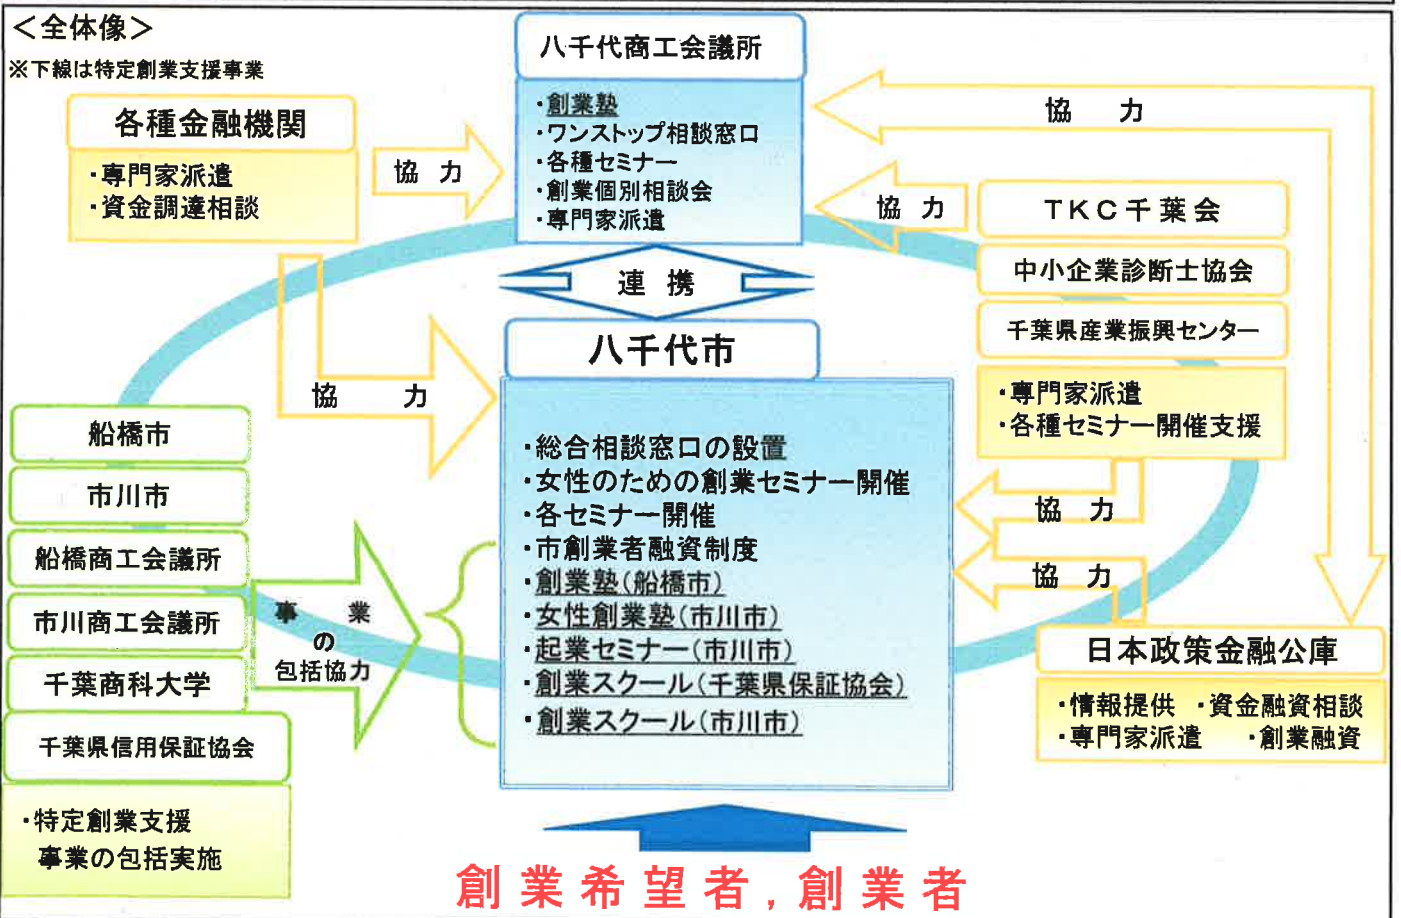 ＜全体像＞
※下線は特定創業支援事業
各種金融機関
・専門家派遣
・資金調達相談
協 力
八千代商工会議所
・創業塾
・ワンストップ相談窓口
・各種セミナー
・創業個別相談会
・専門家派遣
協 力
協 力
TKC千葉会
中小企業診断士協会
千葉県産業振興センター
・専門家派遣
・各種セミナー開催支援
連 携
八千代市
・総合相談窓口の設置
・女性のための創業セミナー開催
・各セミナー開催
・市創業者融資制度
・創業塾(船橋市)
・女性創業塾(市川市)
・起業セミナー(市川市)
・創業スクール(千葉県保証協会)
・創業スクール(市川市)
協 力
協 力
協 力
船橋市
市川市
船橋商工会議所
市川商工会議所
千葉商科大学
千葉県信用保証協会
・特定創業支援
事業の包括実施
事 業
の
包括協力
日本政策金融公庫
・情報提供 ・資金融資相談
・専門家派遣 ・創業融資
創業希望者,創業者